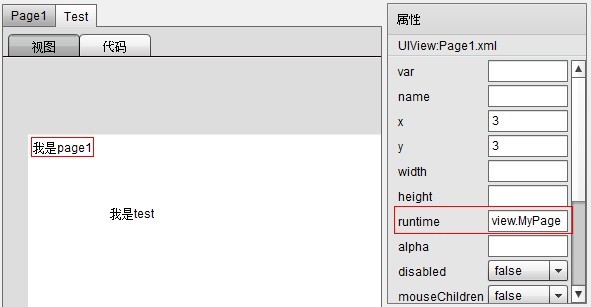 Page1 Test
视图 代码
我是page1
我是test
属性
UIView:Page1.xml
var
name
x 3
y 3
width
height
runtime view.MyPage
alpha
disabled false
mouseChildren false